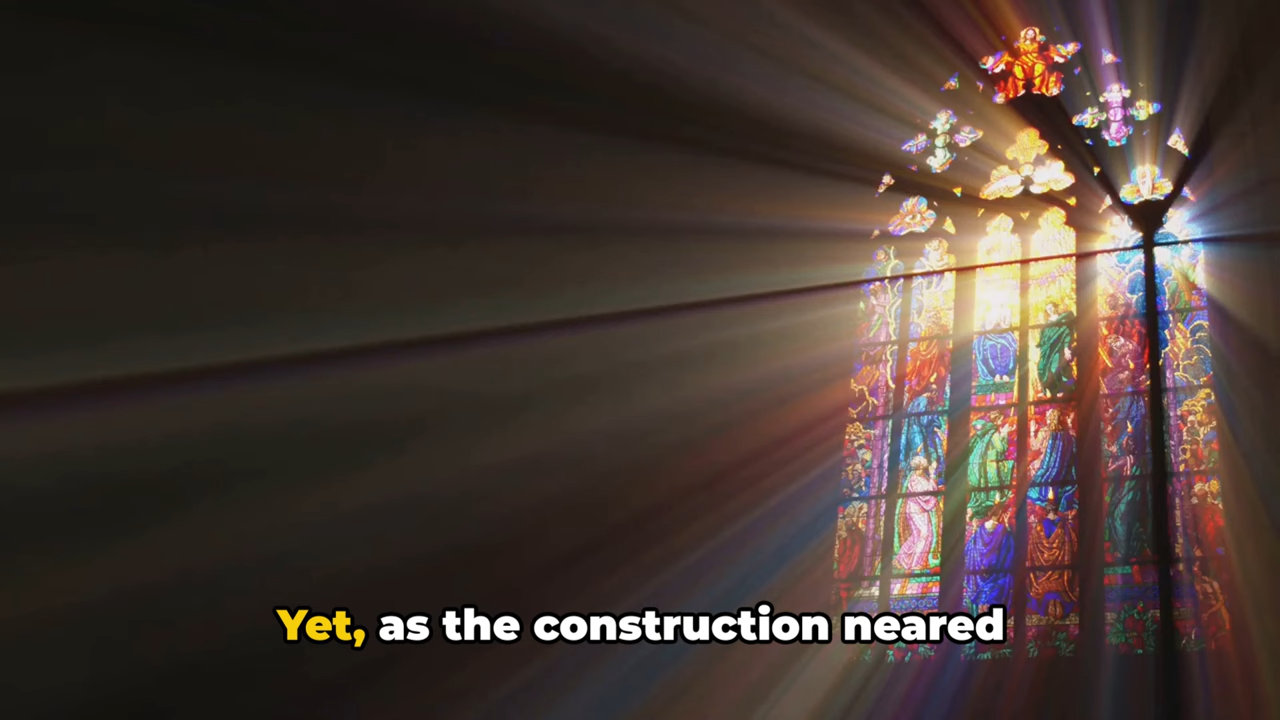 Yet, as the construction neared